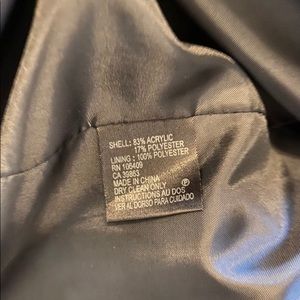 SHELL: 83% ACRYLIC
17% POLYESTER
LINING : 100% POLYESTER
RN 106409
CA 39863
MADE IN CHINA
DRY CLEAN ONLY Ⓟ
INSTRUCTIONS AU DOS
VER AL DORSO PARA CUIDADO